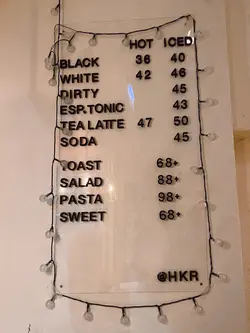 HOT ICED
BLACK 36 40
WHITE 42 46
DIRTY 45
ESP.TONIC 43
TEA LATTE 47 50
SODA 45
TOAST 68+
SALAD 88+
PASTA 98+
SWEET 68+
@HKR